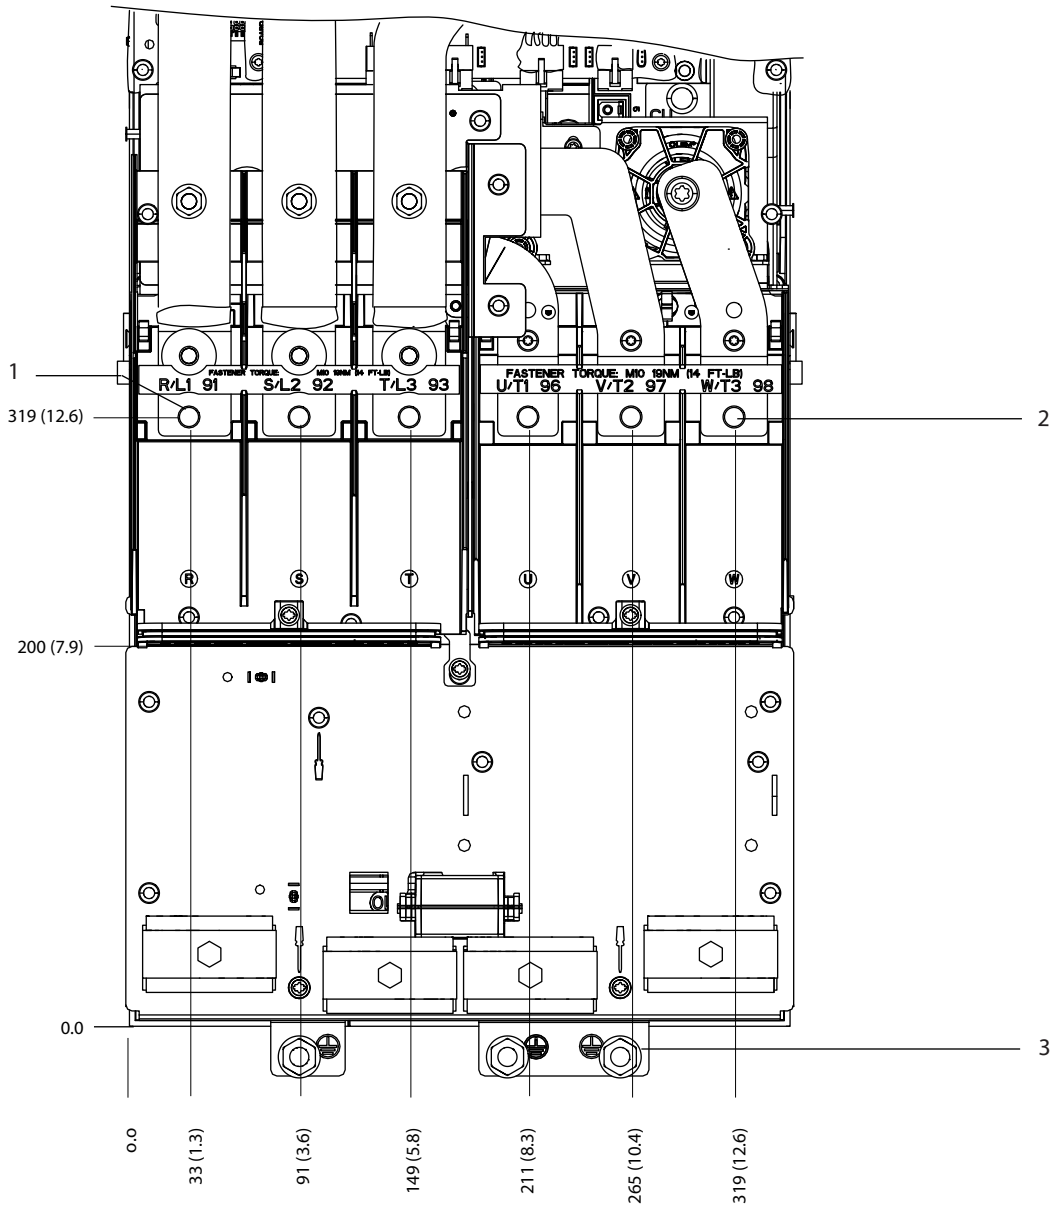 FASTENER TORQUE: M10 19NM (14 FT-LB)
R/L1 91 S/L2 92 T/L3 93
FASTENER TORQUE: M10 19NM (14 FT-LB)
U/T1 96 V/T2 97 W/T3 98
1
319 (12.6)
2
R S T U V W
200 (7.9)
0.0
3
0.0
33 (1.3)
91 (3.6)
149 (5.8)
211 (8.3)
265 (10.4)
319 (12.6)